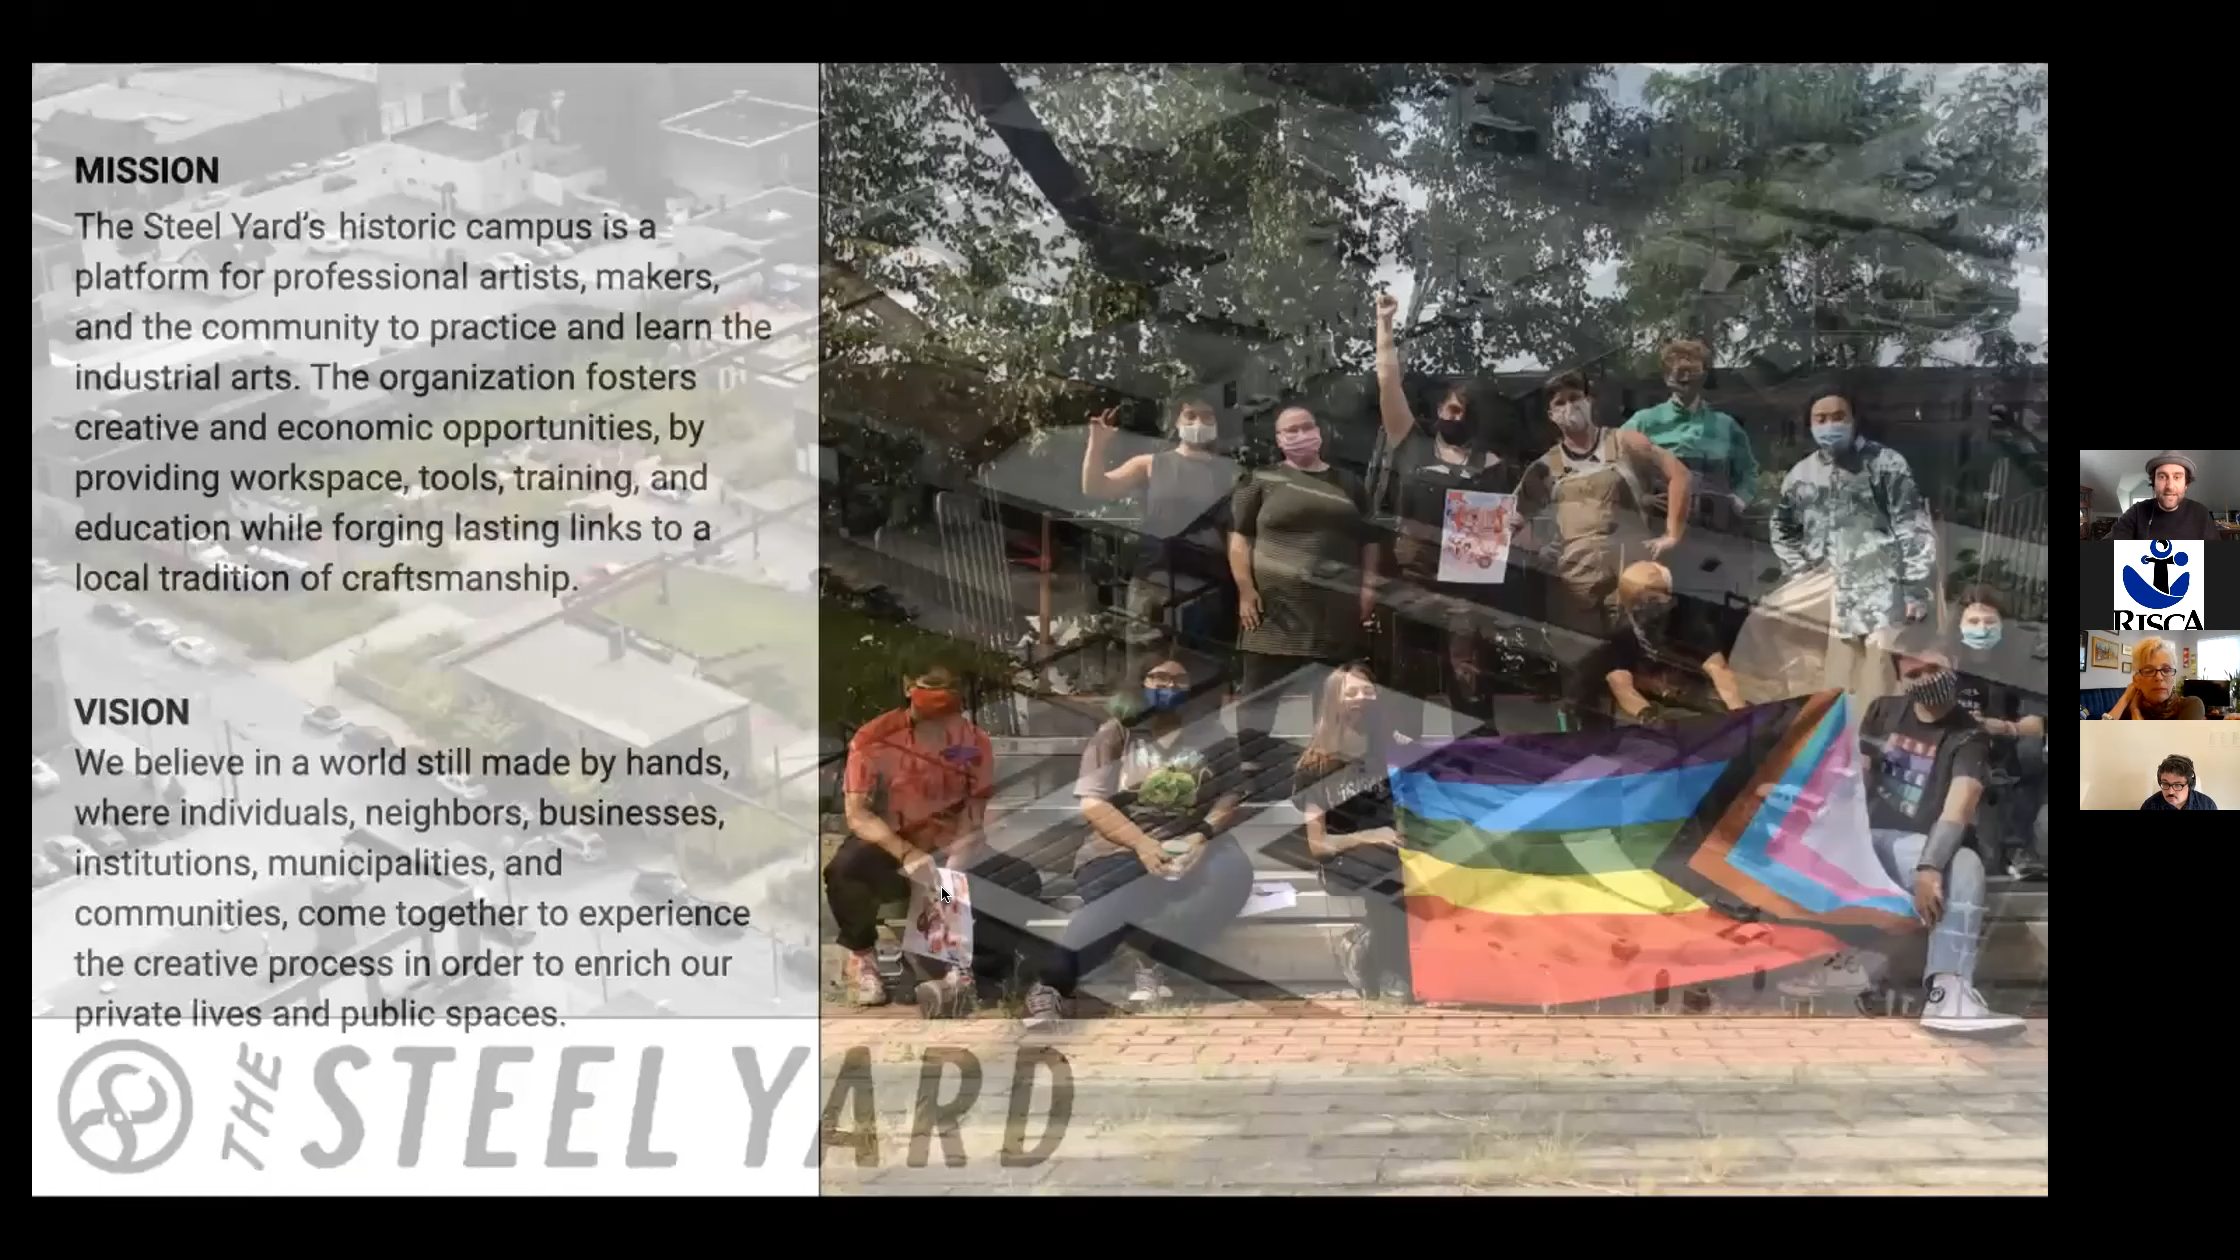 MISSION
The Steel Yard’s historic campus is a
platform for professional artists, makers,
and the community to practice and learn the
industrial arts. The organization fosters
creative and economic opportunities, by
providing workspace, tools, training, and
education while forging lasting links to a
local tradition of craftsmanship.
VISION
We believe in a world still made by hands,
where individuals, neighbors, businesses,
institutions, municipalities, and
communities, come together to experience
the creative process in order to enrich our
private lives and public spaces.
THE STEEL YARD
RISCA